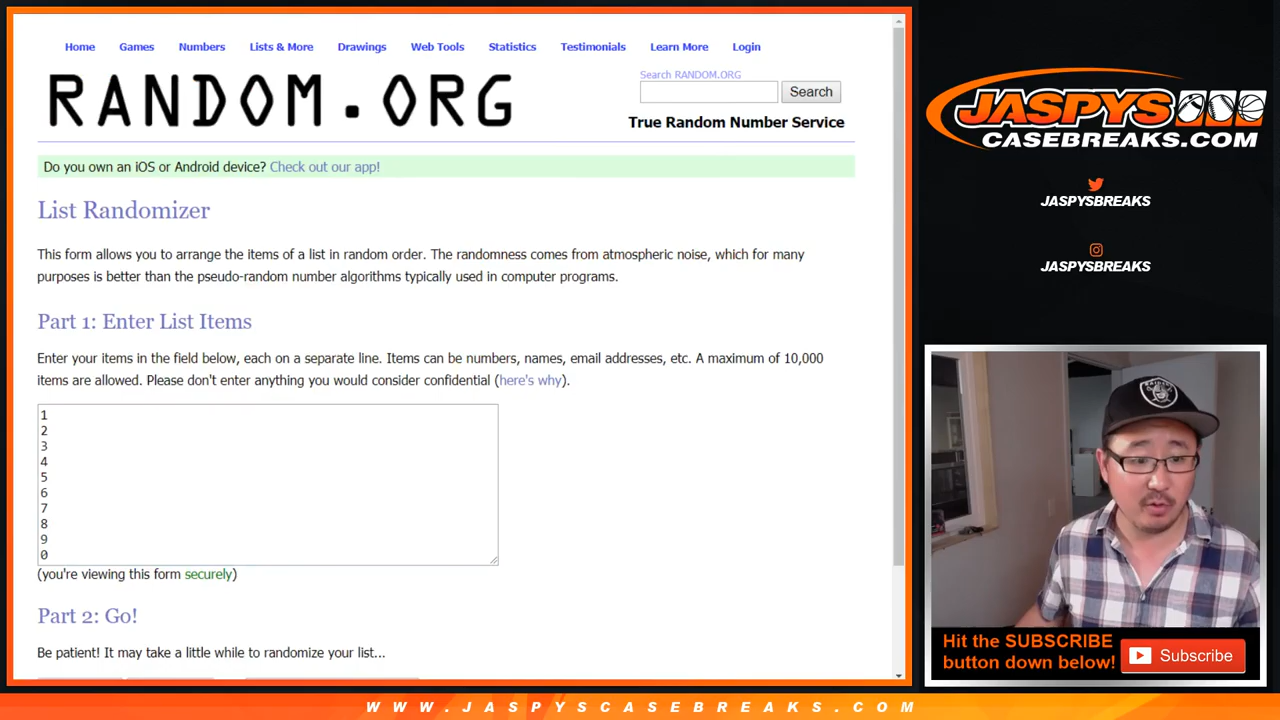 Home Games Numbers Lists & More Drawings Web Tools Statistics Testimonials Learn More Login
RANDOM.ORG
Search RANDOM.ORG
Search
True Random Number Service
Do you own an iOS or Android device? Check out our app!
List Randomizer
This form allows you to arrange the items of a list in random order. The randomness comes from atmospheric noise, which for many
purposes is better than the pseudo-random number algorithms typically used in computer programs.
Part 1: Enter List Items
Enter your items in the field below, each on a separate line. Items can be numbers, names, email addresses, etc. A maximum of 10,000
items are allowed. Please don't enter anything you would consider confidential (here's why).
1
2
3
4
5
6
7
8
9
0
(you're viewing this form securely)
Part 2: Go!
Be patient! It may take a little while to randomize your list...
JASPYS
CASEBREAKS.COM
JASPYSBREAKS
JASPYSBREAKS
RAIDERS
Hit the SUBSCRIBE
button down below!
Subscribe
WWW.JASPYSCASEBREAKS.COM